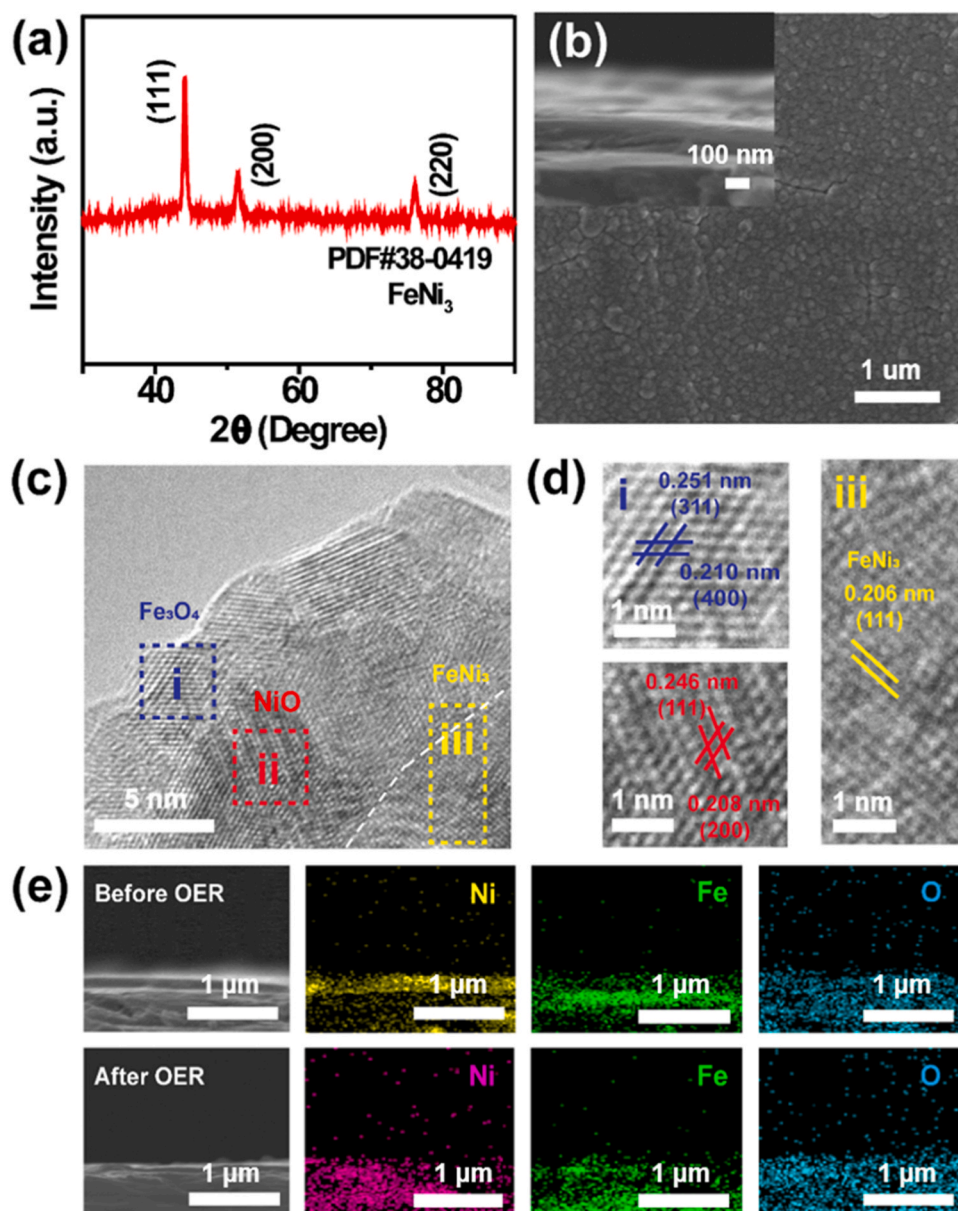 (a)
Intensity (a.u.)
(111)
(200)
(220)
PDF#38-0419
FeNi₃
40
60
80
2θ (Degree)
(b)
100 nm
1 um
(c)
Fe₃O₄
i
NiO
ii
FeNi₃
iii
5 nm
(d)
i
0.251 nm
(311)
0.210 nm
(400)
1 nm
0.246 nm
(111)
0.208 nm
(200)
1 nm
iii
FeNi₃
0.206 nm
(111)
1 nm
(e)
Before OER
1 µm
Ni
1 µm
Fe
1 µm
O
1 µm
After OER
1 µm
Ni
1 µm
Fe
1 µm
O
1 µm